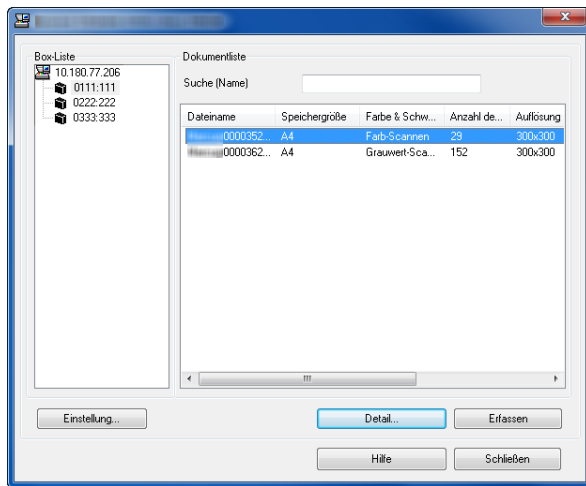 Box-Liste
10.180.77.206
0111:111
0222:222
0333:333
Dokumentliste
Suche (Name)
Dateiname Speichergröße Farbe & Schw... Anzahl de... Auflösung
0000352... A4 Farb-Scannen 29 300x300
0000362... A4 Grauwert-Sca... 152 300x300
Einstellung... Detail... Erfassen
Hilfe Schließen